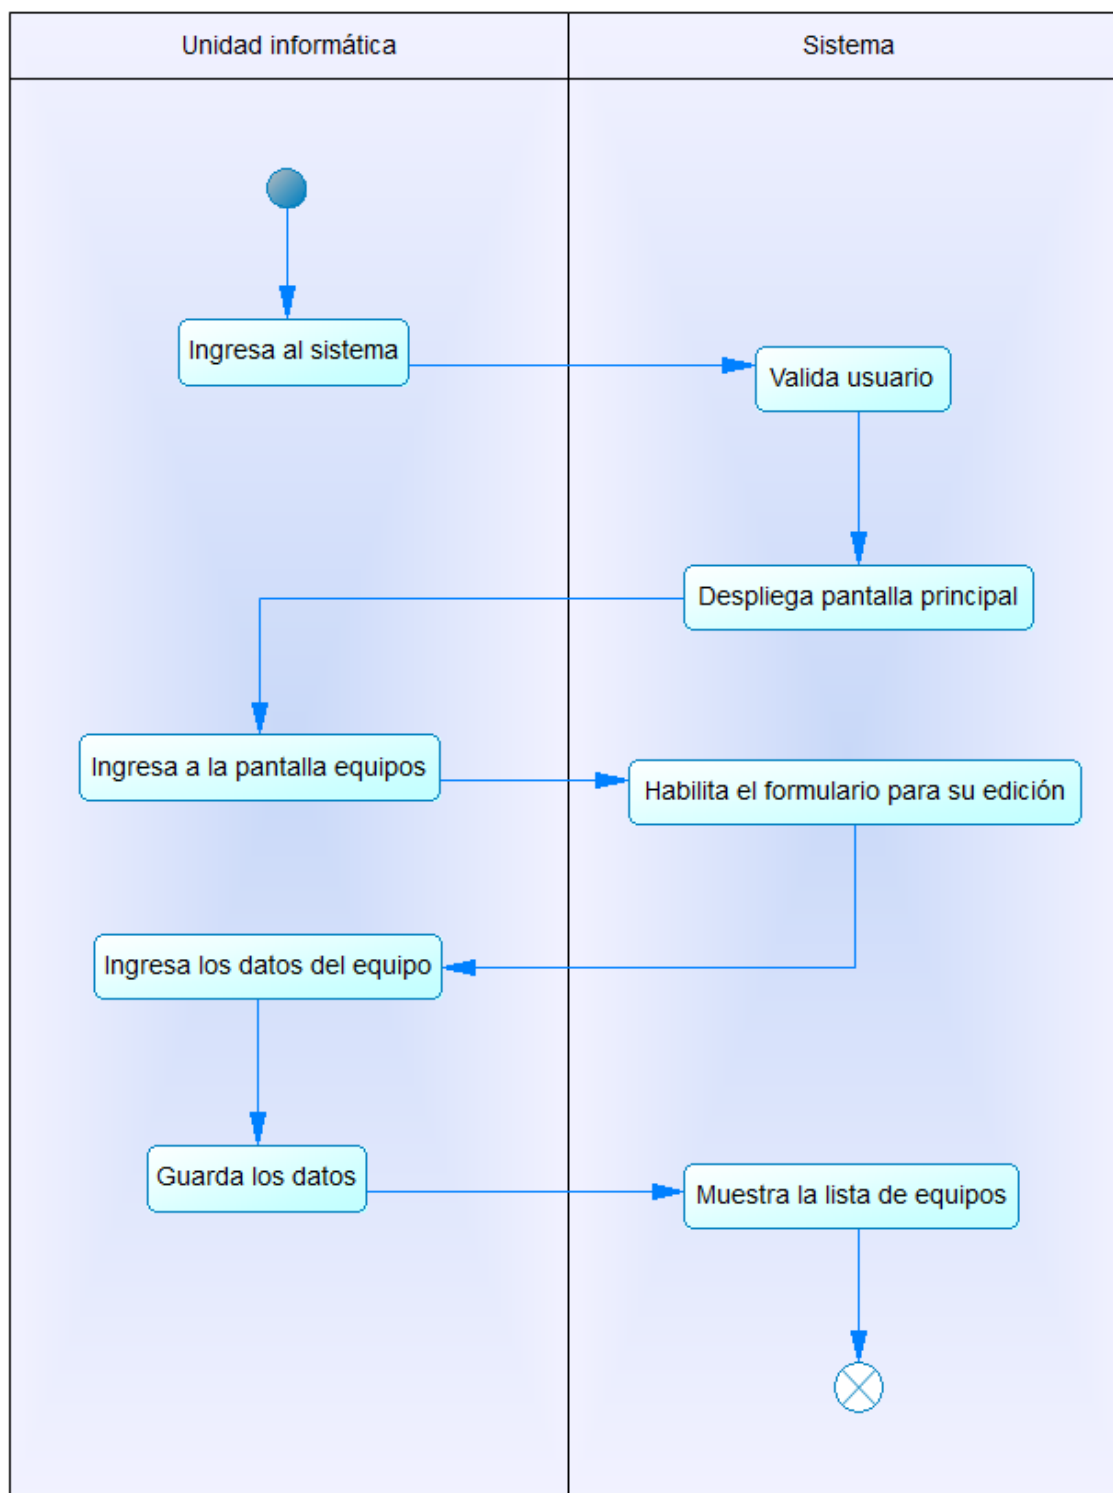 Unidad informática
Sistema
Ingresa al sistema
Valida usuario
Despliega pantalla principal
Ingresa a la pantalla equipos
Habilita el formulario para su edición
Ingresa los datos del equipo
Guarda los datos
Muestra la lista de equipos